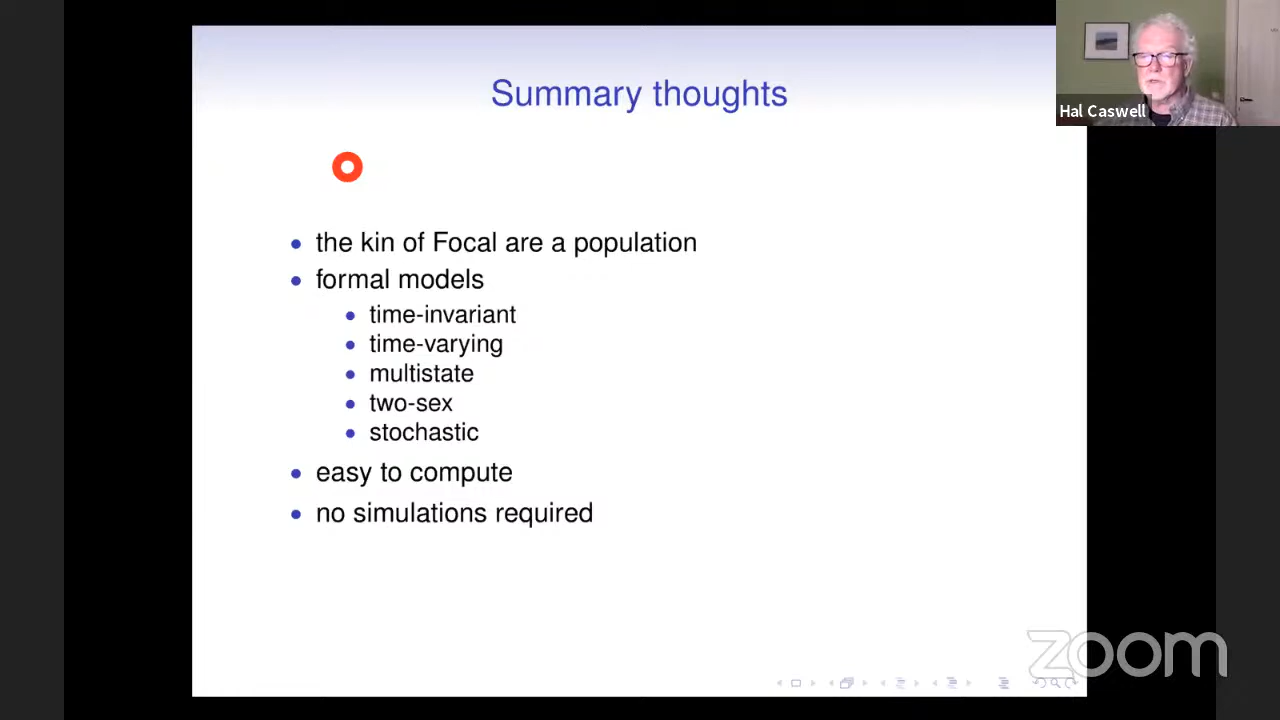 Summary thoughts
Hal Caswell
the kin of Focal are a population
formal models
time-invariant
time-varying
multistate
two-sex
stochastic
easy to compute
no simulations required
zoom